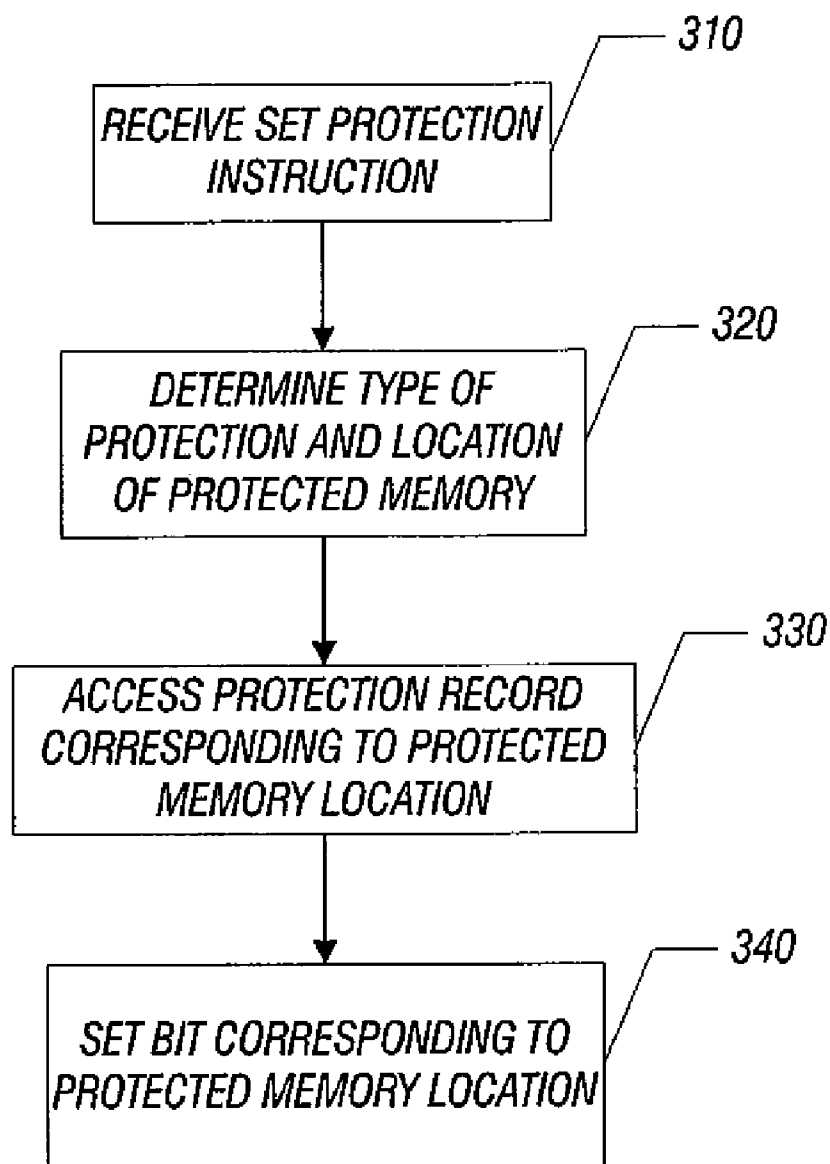 310
RECEIVE SET PROTECTION
INSTRUCTION
320
DETERMINE TYPE OF
PROTECTION AND LOCATION
OF PROTECTED MEMORY
330
ACCESS PROTECTION RECORD
CORRESPONDING TO PROTECTED
MEMORY LOCATION
340
SET BIT CORRESPONDING TO
PROTECTED MEMORY LOCATION